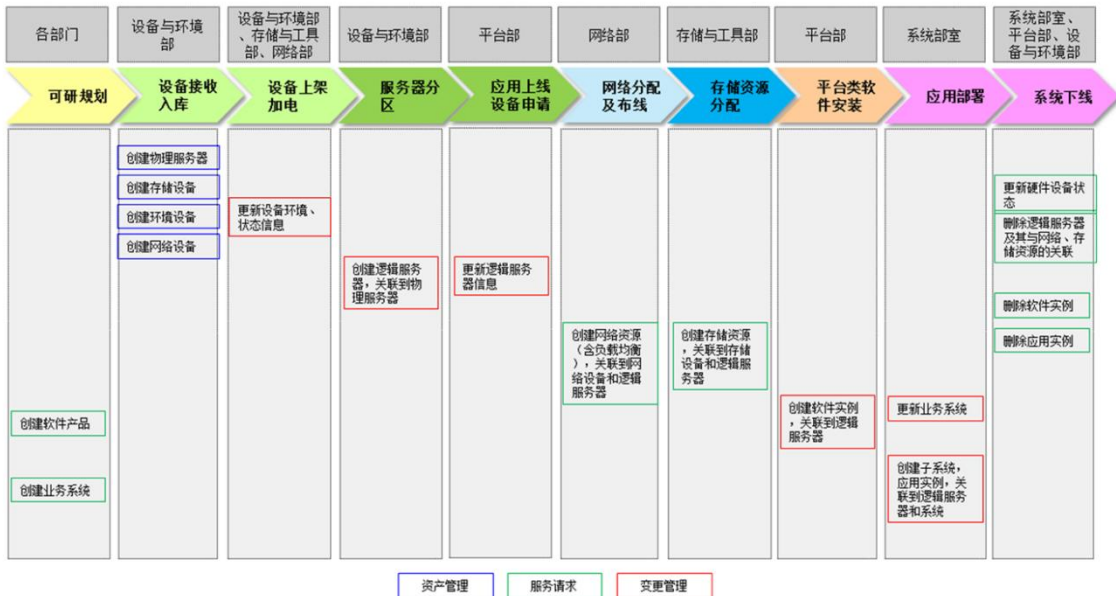 各部门
设备与环境
部
设备与环境部
、存储与工具
部、网络部
设备与环境部
平台部
网络部
存储与工具部
平台部
系统部室
系统部室、
平台部、设
备与环境部
可研规划
设备接收
入库
设备上架
加电
服务器分
区
应用上线
设备申请
网络分配
及布线
存储资源
分配
平台类软
件安装
应用部署
系统下线
创建软件产品
创建业务系统
创建物理服务器
创建存储设备
创建环境设备
创建网络设备
更新设备环境、
状态信息
创建逻辑服务
器，关联到物
理服务器
更新逻辑服务
器信息
创建网络资源
（含负载均衡
），关联到网
络设备和逻辑
服务器
创建存储资源
，关联到存储
设备和逻辑服
务器
创建软件实例
，关联到逻辑
服务器
更新业务系统
创建子系统，
应用实例，关
联到逻辑服务
器和系统
更新硬件设备状
态
删除逻辑服务器
及其与网络、存
储资源的关联
删除软件实例
删除应用实例
资产管理
服务请求
变更管理